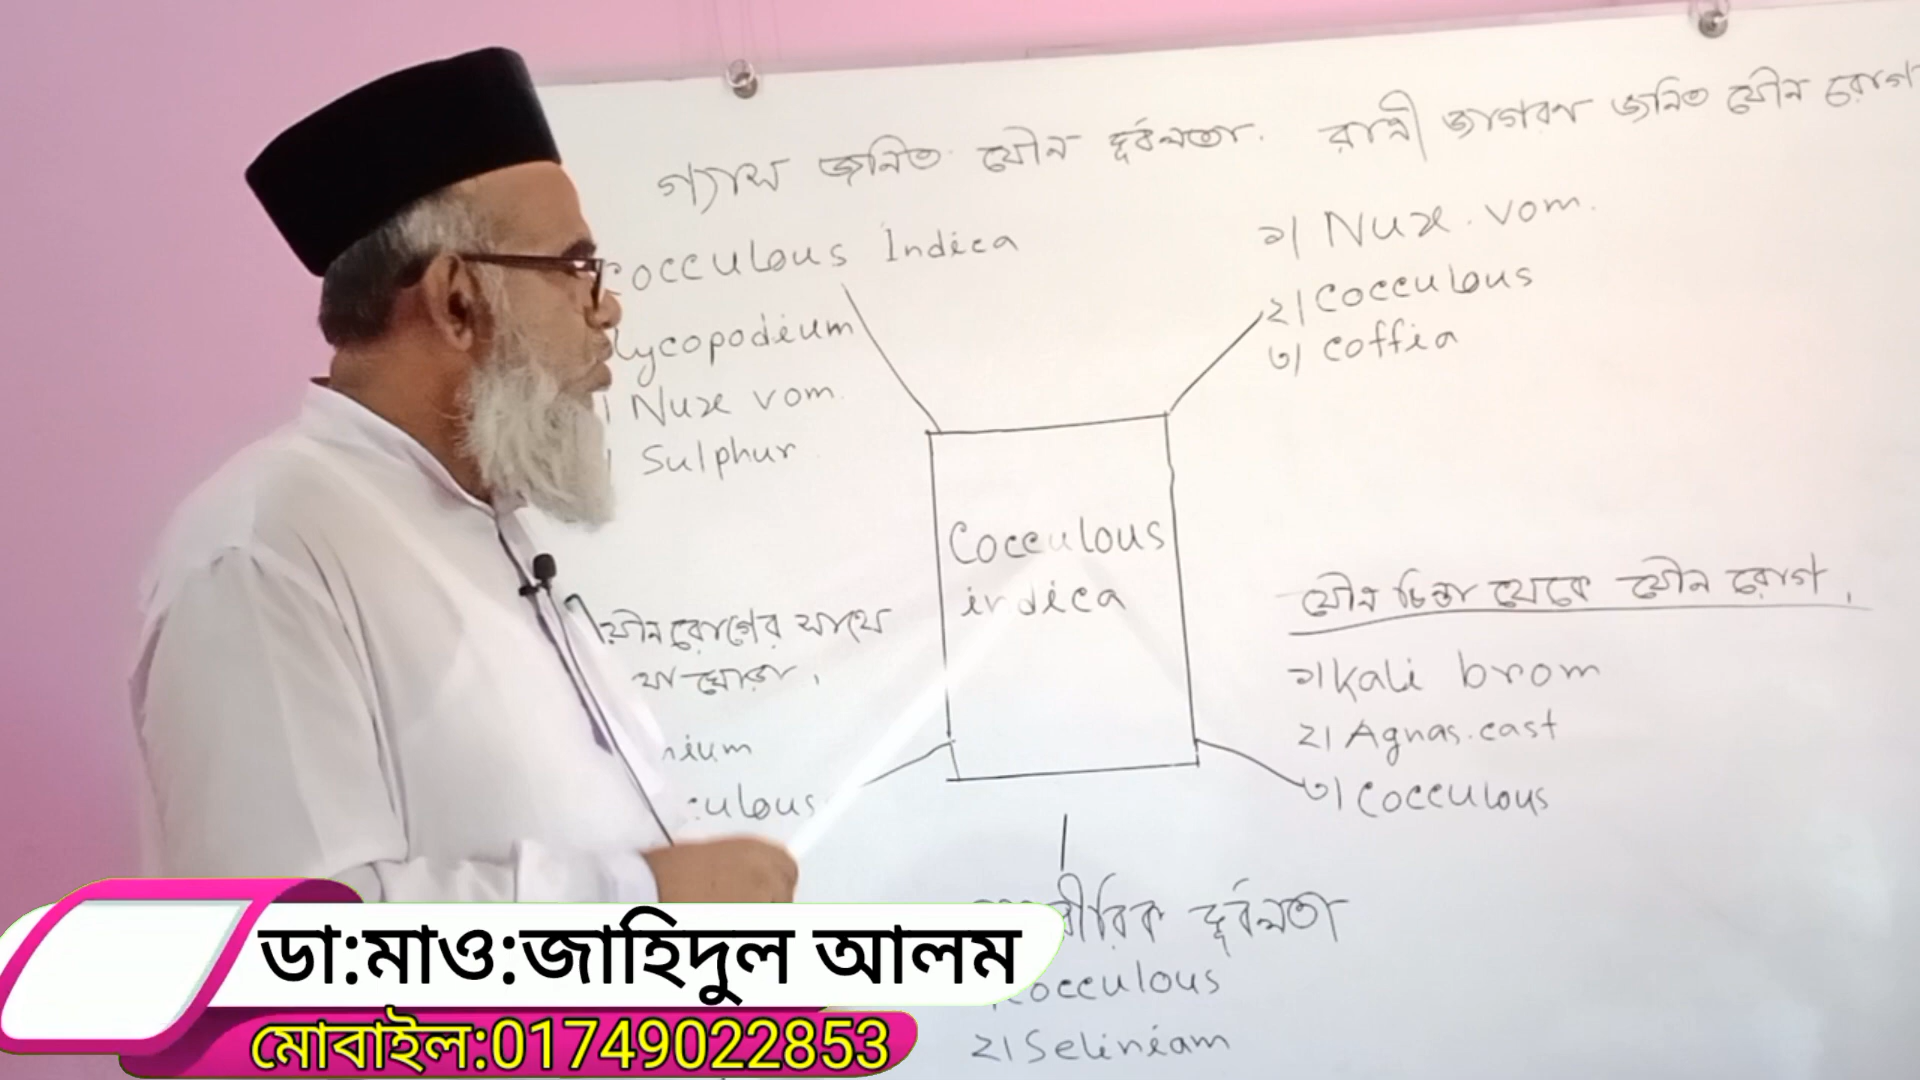 গ্যাস জনিত যৌন দুর্বলতা.
cocculous Indica
lycopodium
Nux vom.
Sulphur
রাত্রী জাগরণ জনিত যৌন রোগ
১। Nux. vom.
২। Cocculous
৩। Coffia
Cocculous
indica
যৌন রোগের সাথে
মাথা ঘোরা.
nium
culous
যৌন চিন্তা থেকে যৌন রোগ.
১। Kali brom
২। Agnas. cast
৩। Cocculous
দুর্বলতা
cocculous
২। Seliniam
ডা:মাও:জাহিদুল আলম
মোবাইল:01749022853